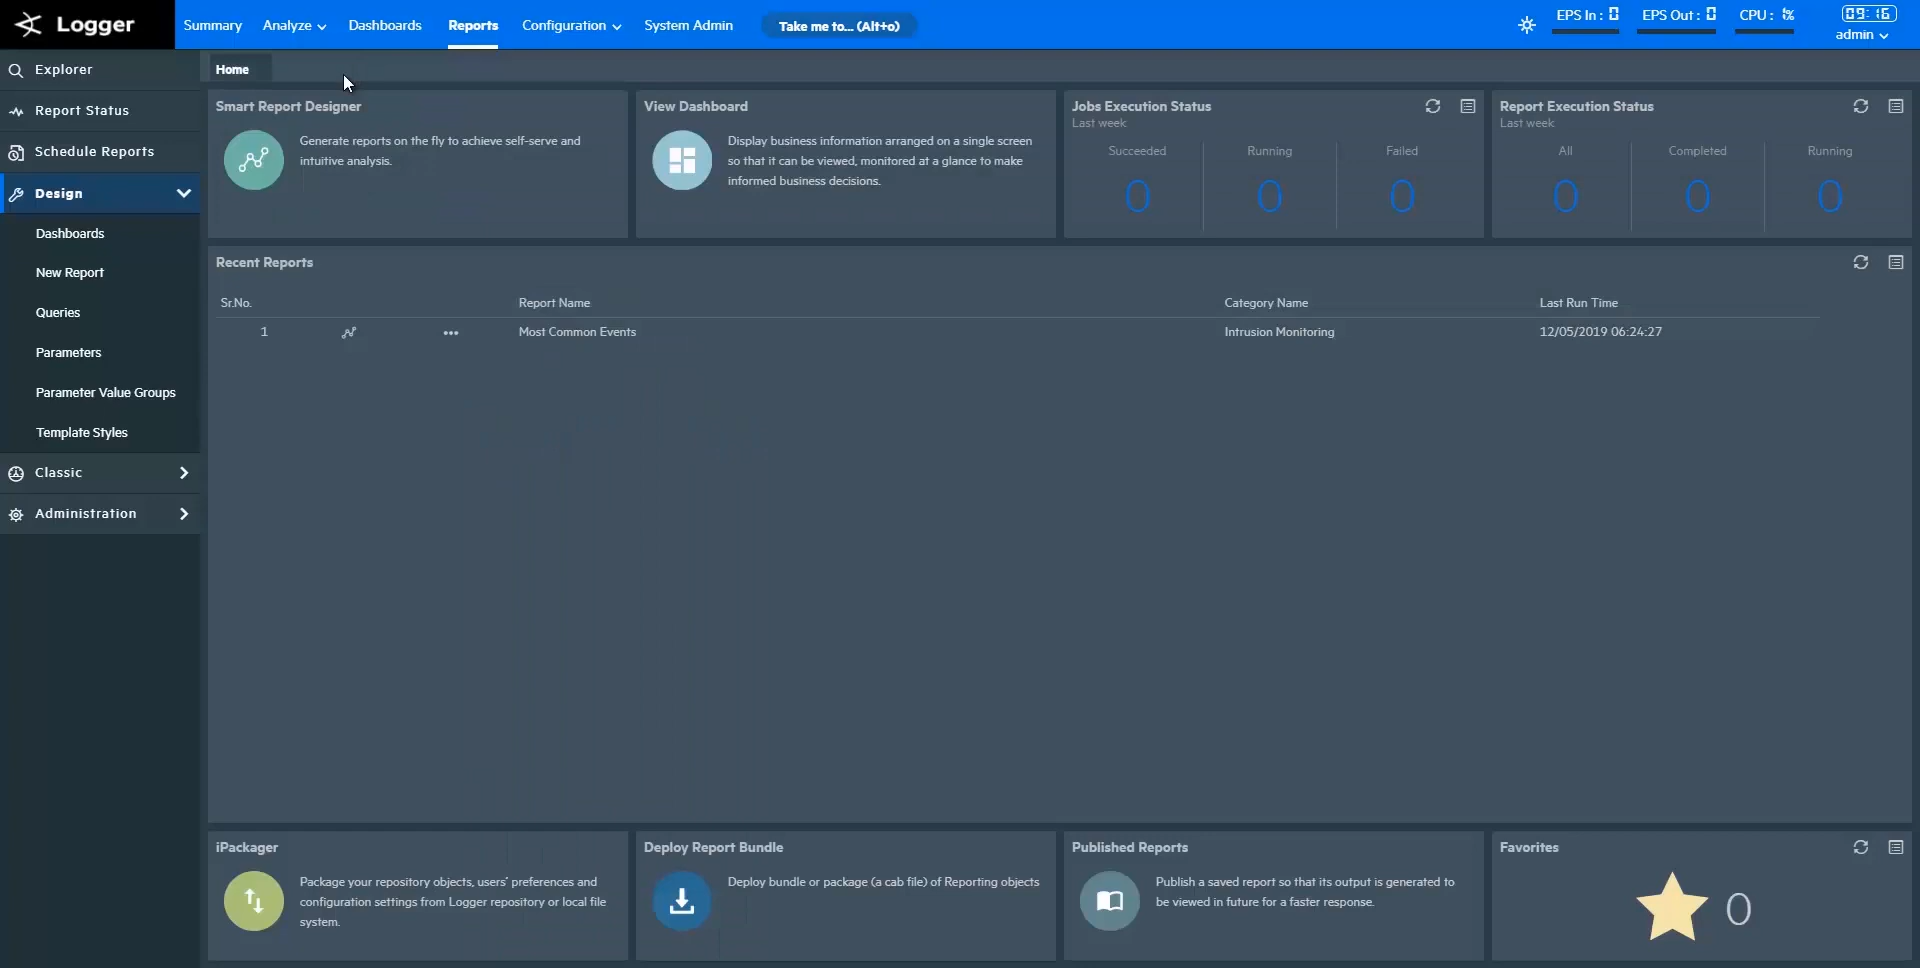 Logger
Summary
Analyze
Dashboards
Reports
Configuration
System Admin
Take me to... (Alt+o)
EPS In : 0
EPS Out : 0
CPU : 1%
09:16
admin
Explorer
Report Status
Schedule Reports
Design
Dashboards
New Report
Queries
Parameters
Parameter Value Groups
Template Styles
Classic
Administration
Home
Smart Report Designer
Generate reports on the fly to achieve self-serve and
intuitive analysis.
View Dashboard
Display business information arranged on a single screen
so that it can be viewed, monitored at a glance to make
informed business decisions.
Jobs Execution Status
Last week
Succeeded
Running
Failed
0
0
0
Report Execution Status
Last week
All
Completed
Running
0
0
0
Recent Reports
Sr.No.
Report Name
Category Name
Last Run Time
1
Most Common Events
Intrusion Monitoring
12/05/2019 06:24:27
iPackager
Package your repository objects, users' preferences and
configuration settings from Logger repository or local file
system.
Deploy Report Bundle
Deploy bundle or package (a cab file) of Reporting objects
Published Reports
Publish a saved report so that its output is generated to
be viewed in future for a faster response.
Favorites
0